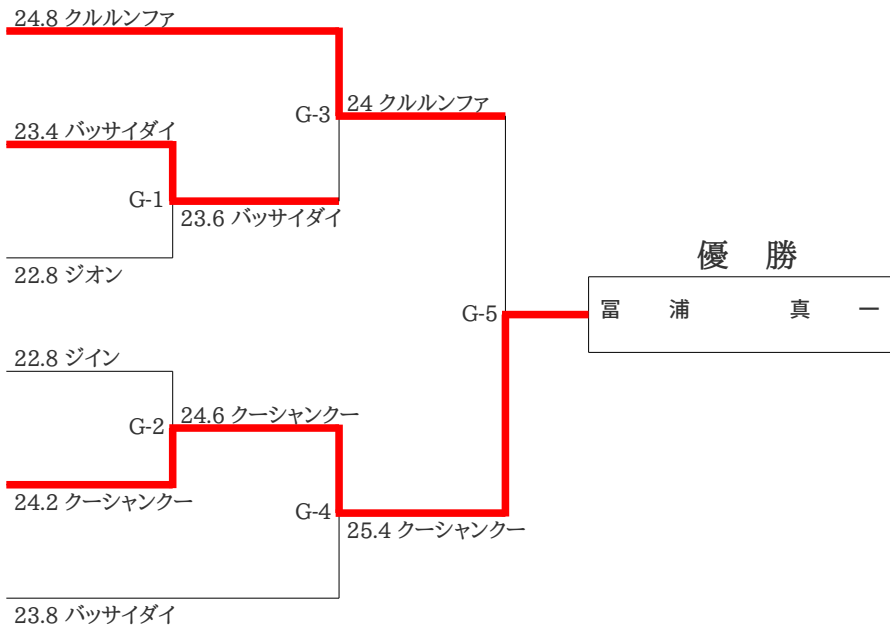 24.8 クルルンファ
G-3
24 クルルンファ
23.4 バッサイダイ
G-1
23.6 バッサイダイ
22.8 ジオン
優 勝
冨 浦 真 一
G-5
22.8 ジイン
24.6 クーシャンクー
G-2
24.2 クーシャンクー
G-4
25.4 クーシャンクー
23.8 バッサイダイ